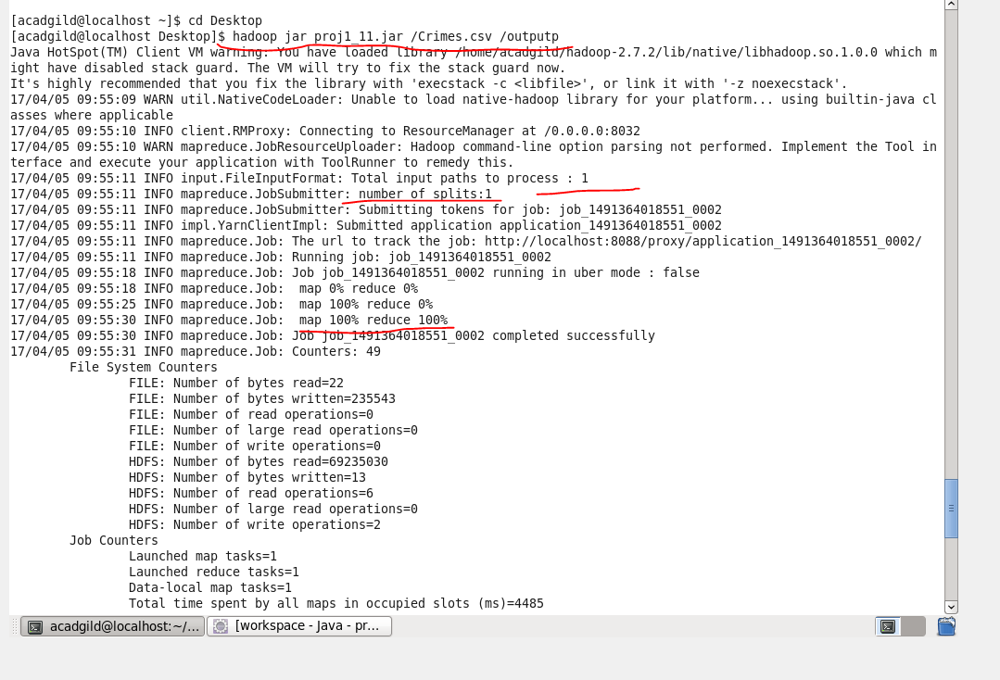 [acadgild@localhost ~]$ cd Desktop
[acadgild@localhost Desktop]$ hadoop jar proj1_11.jar /Crimes.csv /outputp
Java HotSpot(TM) Client VM warning: You have loaded library /home/acadgild/hadoop-2.7.2/lib/native/libhadoop.so.1.0.0 which m
ight have disabled stack guard. The VM will try to fix the stack guard now.
It's highly recommended that you fix the library with 'execstack -c <libfile>', or link it with '-z noexecstack'.
17/04/05 09:55:09 WARN util.NativeCodeLoader: Unable to load native-hadoop library for your platform... using builtin-java cl
asses where applicable
17/04/05 09:55:10 INFO client.RMProxy: Connecting to ResourceManager at /0.0.0.0:8032
17/04/05 09:55:10 WARN mapreduce.JobResourceUploader: Hadoop command-line option parsing not performed. Implement the Tool in
terface and execute your application with ToolRunner to remedy this.
17/04/05 09:55:11 INFO input.FileInputFormat: Total input paths to process : 1
17/04/05 09:55:11 INFO mapreduce.JobSubmitter: number of splits:1
17/04/05 09:55:11 INFO mapreduce.JobSubmitter: Submitting tokens for job: job_1491364018551_0002
17/04/05 09:55:11 INFO impl.YarnClientImpl: Submitted application application_1491364018551_0002
17/04/05 09:55:11 INFO mapreduce.Job: The url to track the job: http://localhost:8088/proxy/application_1491364018551_0002/
17/04/05 09:55:11 INFO mapreduce.Job: Running job: job_1491364018551_0002
17/04/05 09:55:18 INFO mapreduce.Job: Job job_1491364018551_0002 running in uber mode : false
17/04/05 09:55:18 INFO mapreduce.Job:  map 0% reduce 0%
17/04/05 09:55:25 INFO mapreduce.Job:  map 100% reduce 0%
17/04/05 09:55:30 INFO mapreduce.Job:  map 100% reduce 100%
17/04/05 09:55:30 INFO mapreduce.Job: Job job_1491364018551_0002 completed successfully
17/04/05 09:55:31 INFO mapreduce.Job: Counters: 49
File System Counters
FILE: Number of bytes read=22
FILE: Number of bytes written=235543
FILE: Number of read operations=0
FILE: Number of large read operations=0
FILE: Number of write operations=0
HDFS: Number of bytes read=69235030
HDFS: Number of bytes written=13
HDFS: Number of read operations=6
HDFS: Number of large read operations=0
HDFS: Number of write operations=2
Job Counters
Launched map tasks=1
Launched reduce tasks=1
Data-local map tasks=1
Total time spent by all maps in occupied slots (ms)=4485
acadgild@localhost:~/... [workspace - Java - pr...